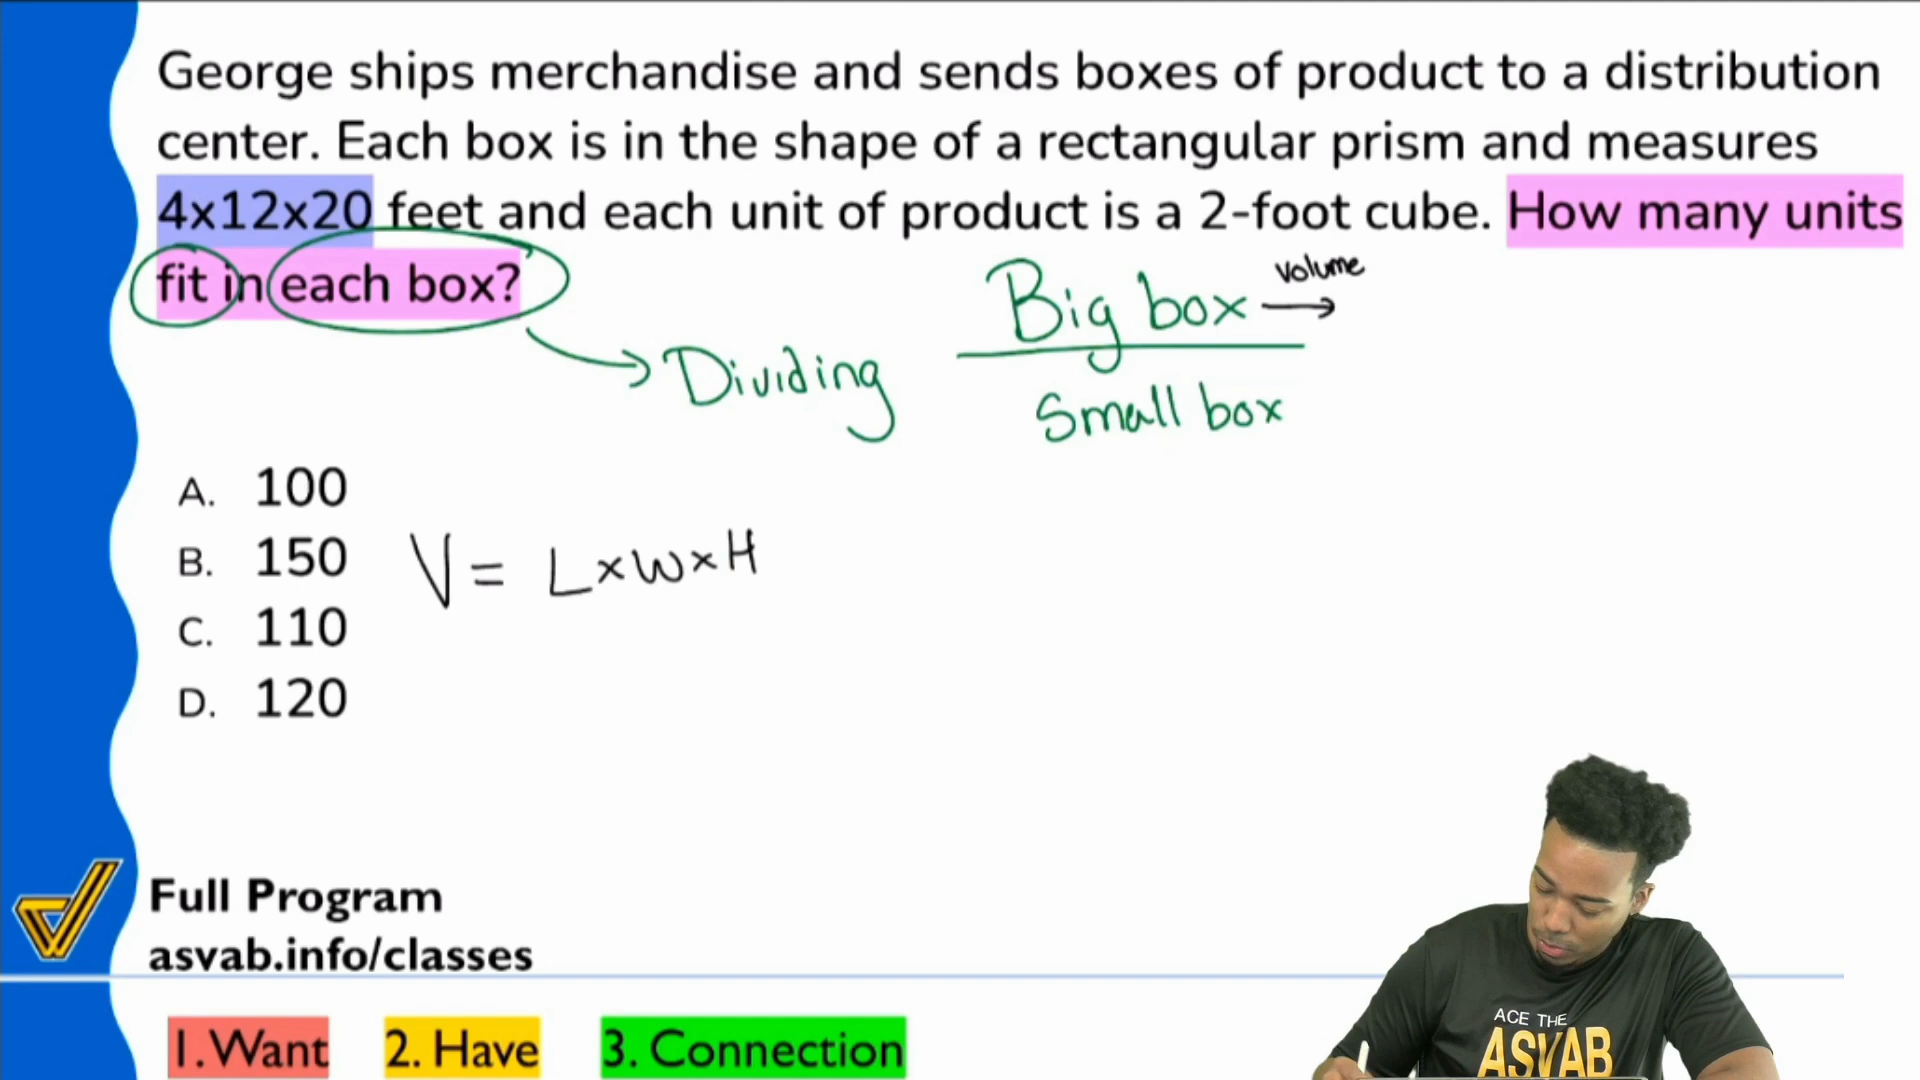 George ships merchandise and sends boxes of product to a distribution
center. Each box is in the shape of a rectangular prism and measures
4x12x20 feet and each unit of product is a 2-foot cube. How many units
fit in each box?
volume
Big box →
Dividing
Small box
A. 100
B. 150
V = L×W×H
C. 110
D. 120
Full Program
asvab.info/classes
ACE THE
ASVAB
1. Want
2. Have
3. Connection